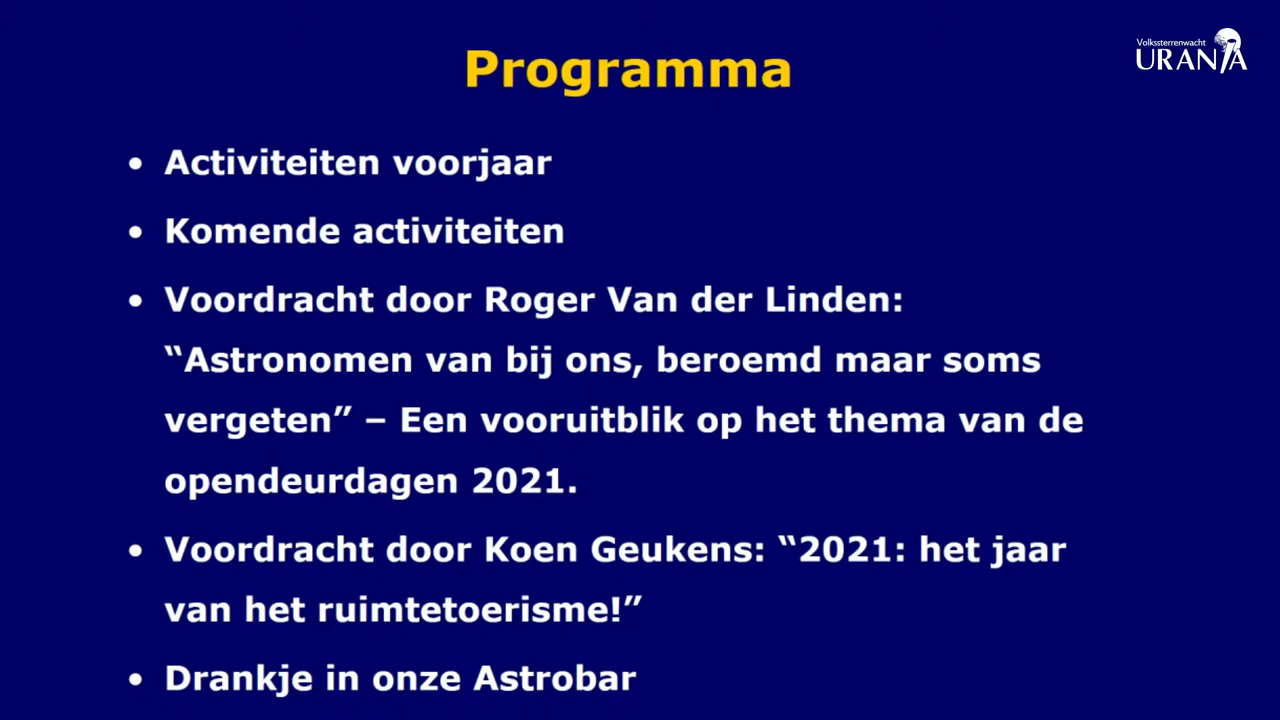 Programma
Volkssterrenwacht
URANIA
• Activiteiten voorjaar
• Komende activiteiten
• Voordracht door Roger Van der Linden:
“Astronomen van bij ons, beroemd maar soms
vergeten” – Een vooruitblik op het thema van de
opendeurdagen 2021.
• Voordracht door Koen Geukens: “2021: het jaar
van het ruimtetoerisme!”
• Drankje in onze Astrobar